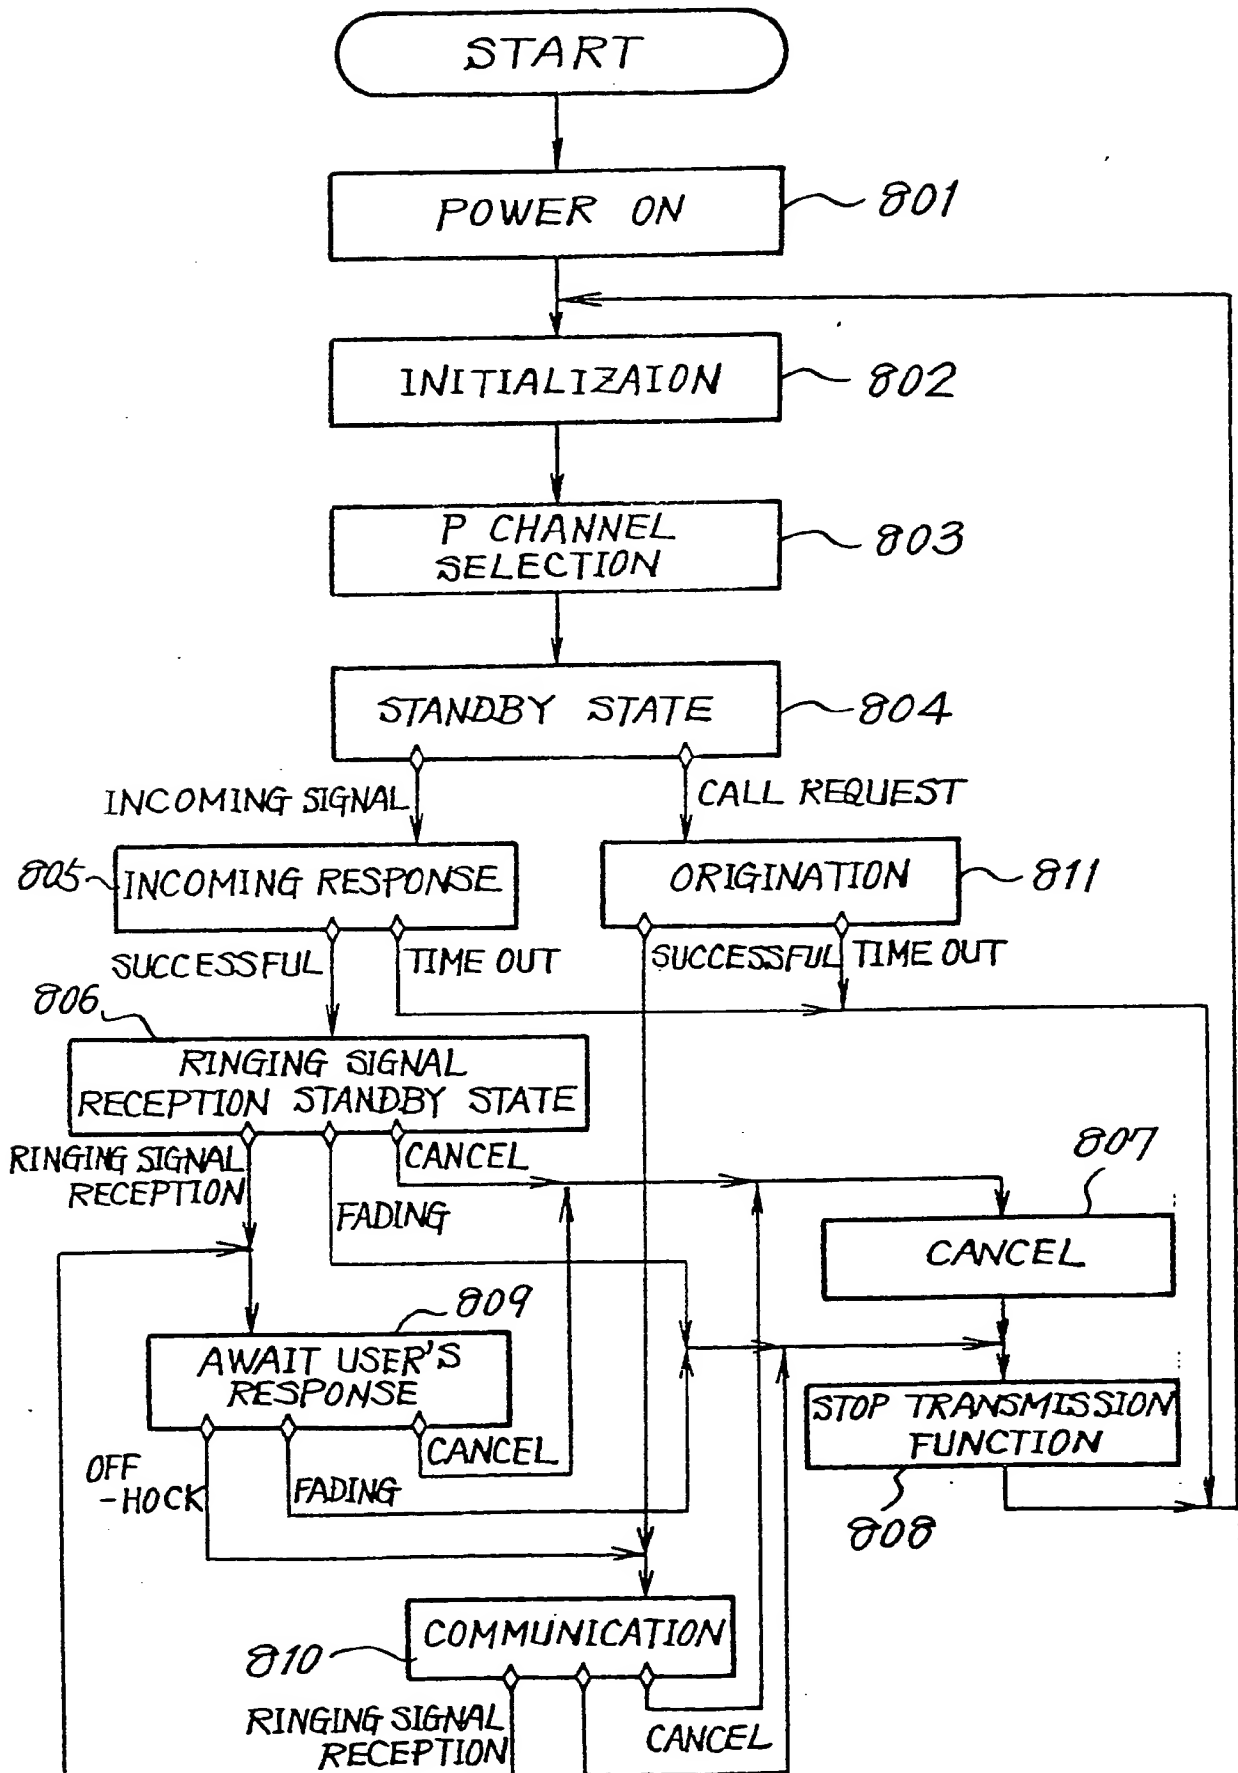 START
POWER ON
801
INITIALIZAION
802
P CHANNEL
SELECTION
803
STANDBY STATE
804
INCOMING SIGNAL
CALL REQUEST
805
INCOMING RESPONSE
ORIGINATION
811
SUCCESSFUL
TIME OUT
SUCCESSFUL
TIME OUT
806
RINGING SIGNAL
RECEPTION STANDBY STATE
RINGING SIGNAL
RECEPTION
CANCEL
807
FADING
CANCEL
809
AWAIT USER'S
RESPONSE
STOP TRANSMISSION
FUNCTION
CANCEL
OFF
-HOCK
FADING
808
COMMUNICATION
810
RINGING SIGNAL
RECEPTION
CANCEL